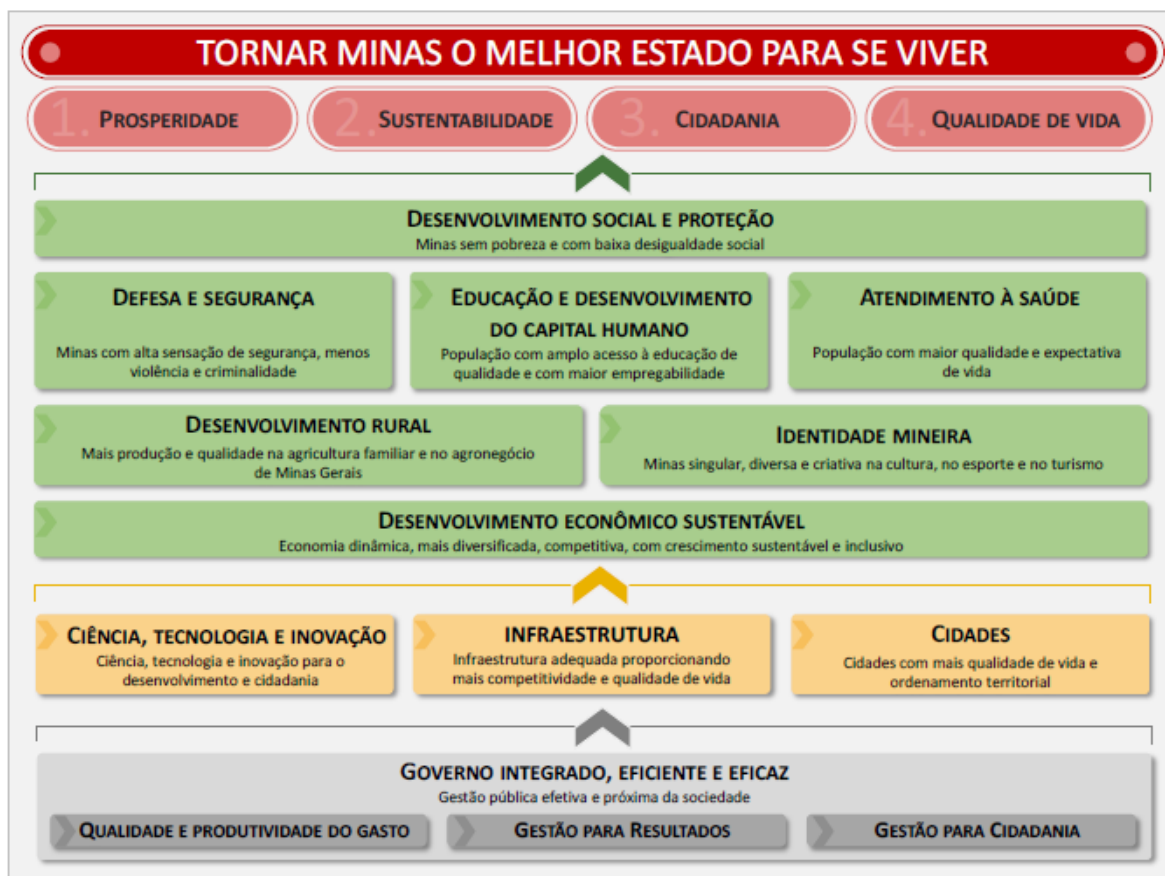 TORNAR MINAS O MELHOR ESTADO PARA SE VIVER
1. PROSPERIDADE
2. SUSTENTABILIDADE
3. CIDADANIA
4. QUALIDADE DE VIDA
DESENVOLVIMENTO SOCIAL E PROTEÇÃO
Minas sem pobreza e com baixa desigualdade social
DEFESA E SEGURANÇA
Minas com alta sensação de segurança, menos
violência e criminalidade
EDUCAÇÃO E DESENVOLVIMENTO
DO CAPITAL HUMANO
População com amplo acesso à educação de
qualidade e com maior empregabilidade
ATENDIMENTO À SAÚDE
População com maior qualidade e expectativa
de vida
DESENVOLVIMENTO RURAL
Mais produção e qualidade na agricultura familiar e no agronegócio
de Minas Gerais
IDENTIDADE MINEIRA
Minas singular, diversa e criativa na cultura, no esporte e no turismo
DESENVOLVIMENTO ECONÔMICO SUSTENTÁVEL
Economia dinâmica, mais diversificada, competitiva, com crescimento sustentável e inclusivo
CIÊNCIA, TECNOLOGIA E INOVAÇÃO
Ciência, tecnologia e inovação para o
desenvolvimento e cidadania
INFRAESTRUTURA
Infraestrutura adequada proporcionando
mais competitividade e qualidade de vida
CIDADES
Cidades com mais qualidade de vida e
ordenamento territorial
GOVERNO INTEGRADO, EFICIENTE E EFICAZ
Gestão pública efetiva e próxima da sociedade
QUALIDADE E PRODUTIVIDADE DO GASTO
GESTÃO PARA RESULTADOS
GESTÃO PARA CIDADANIA